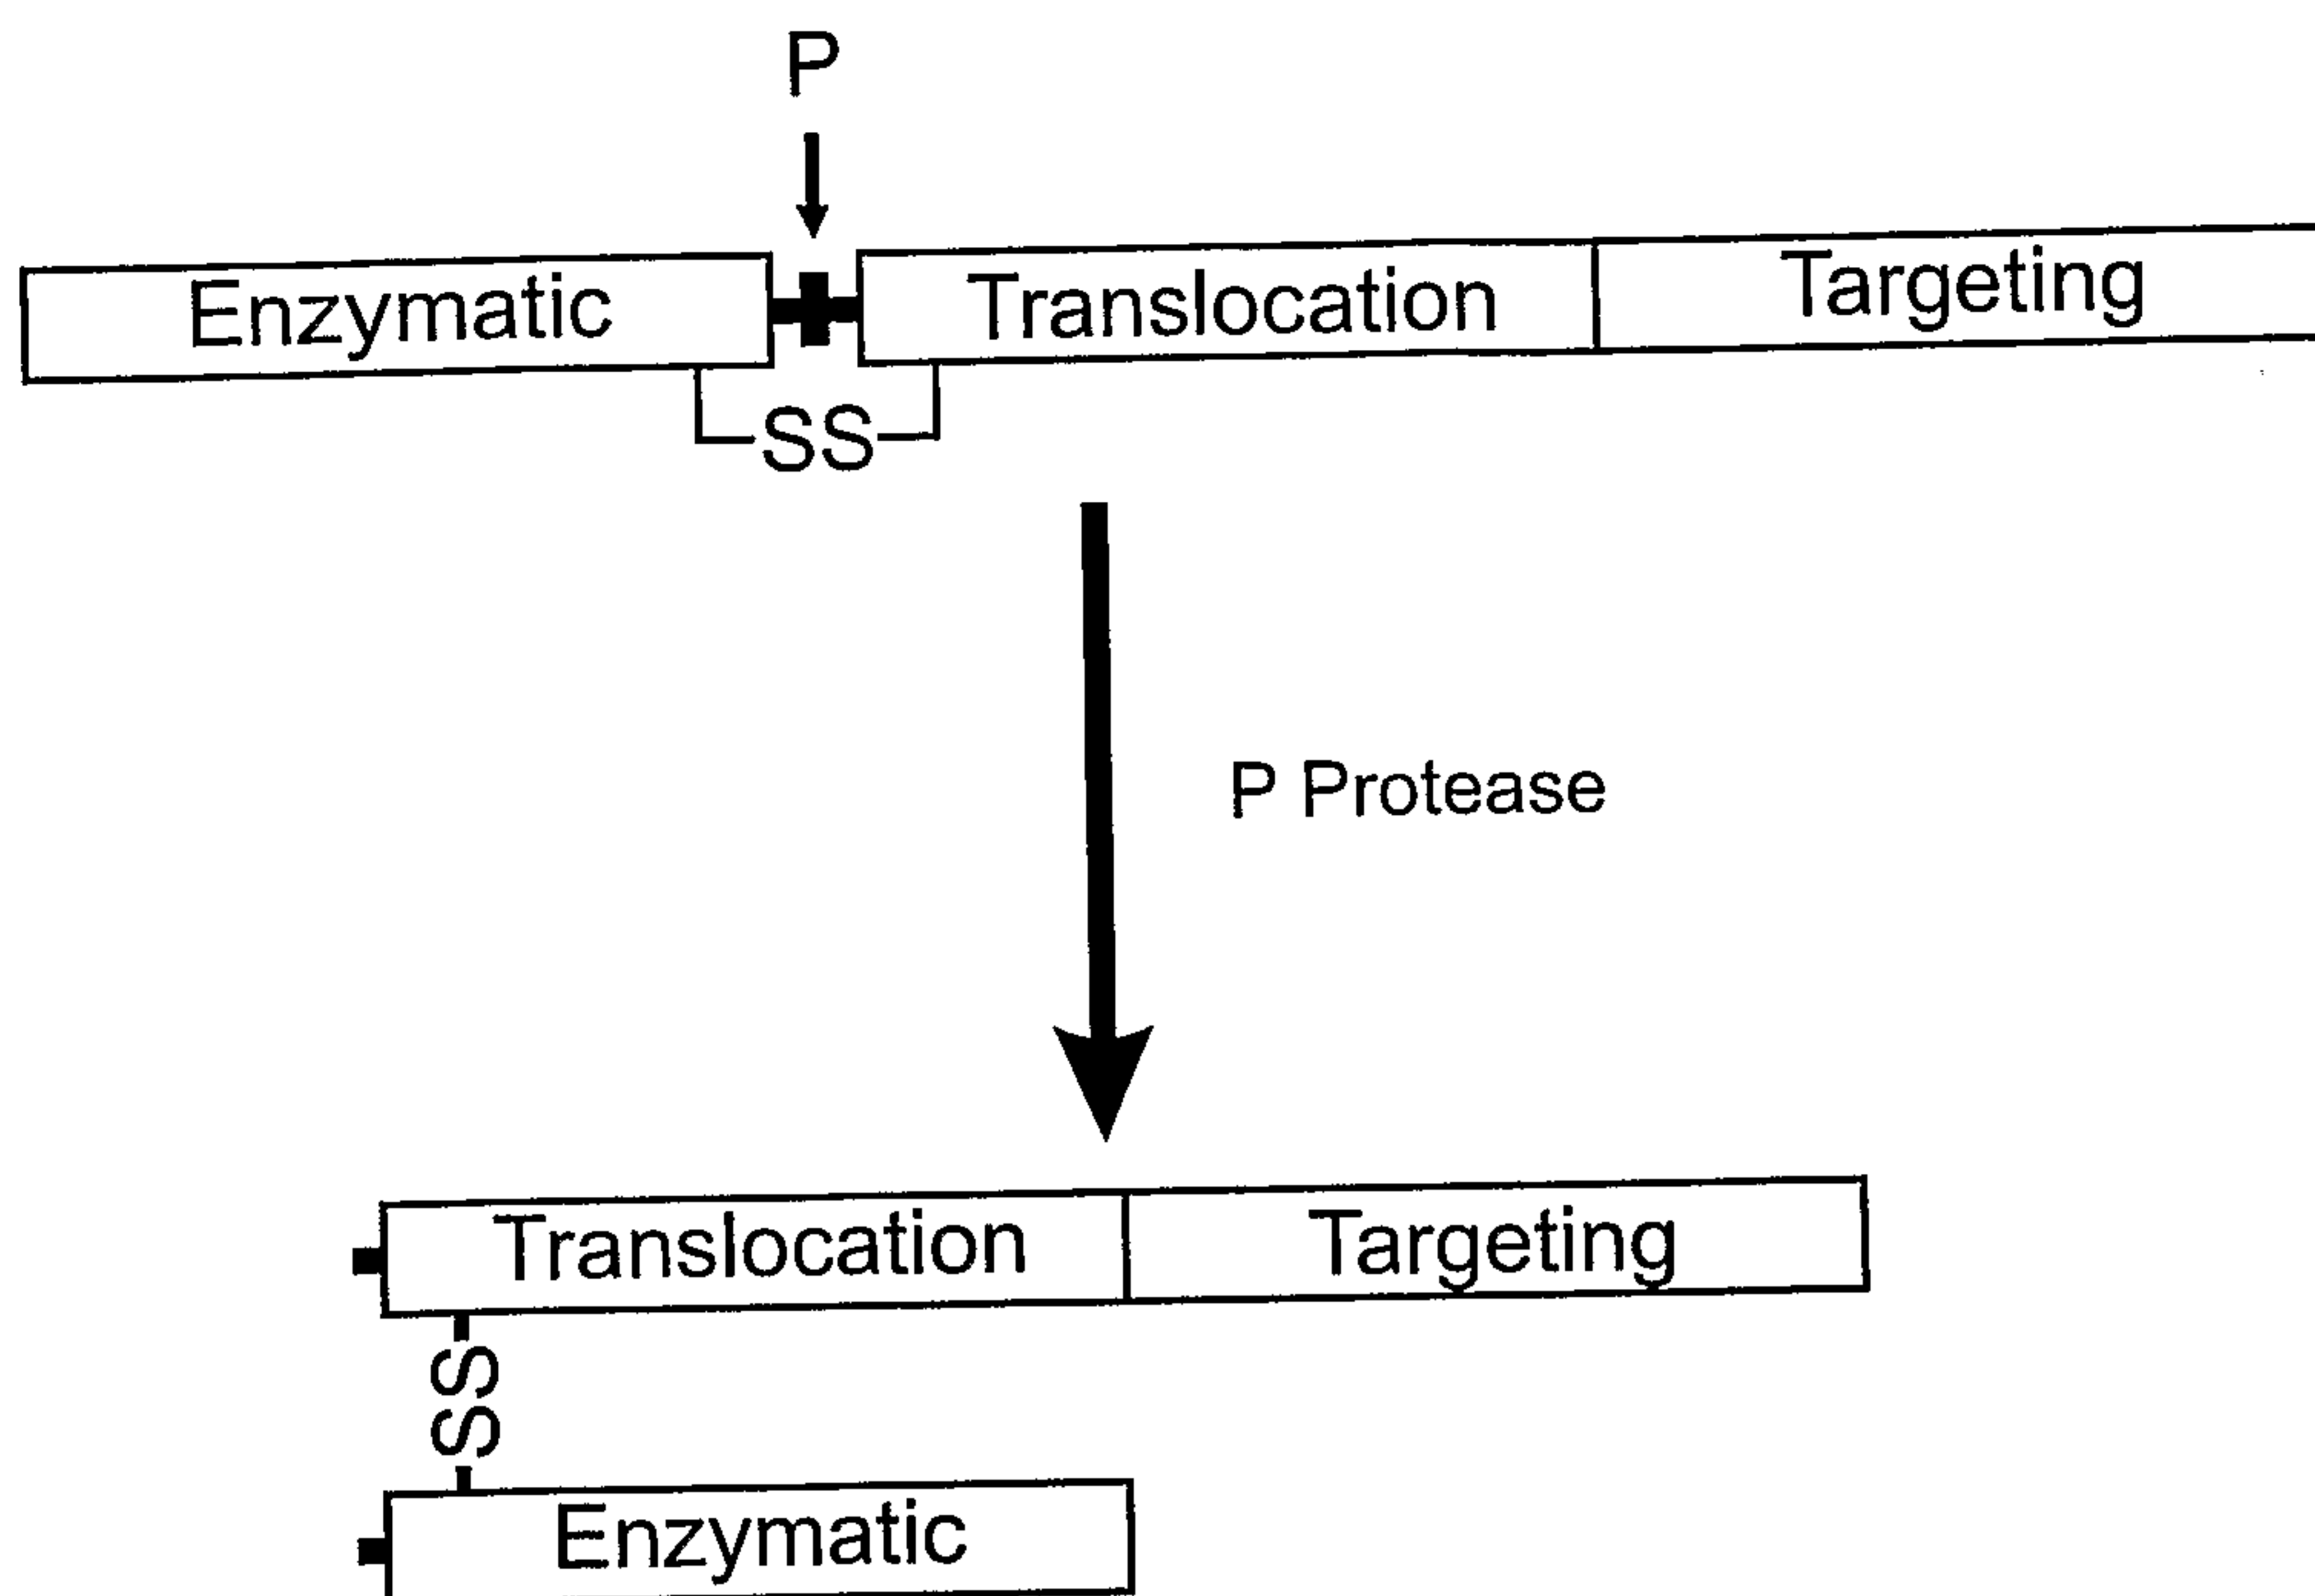 P
Enzymatic Translocation Targeting
SS
P Protease
Translocation Targeting
SS
Enzymatic